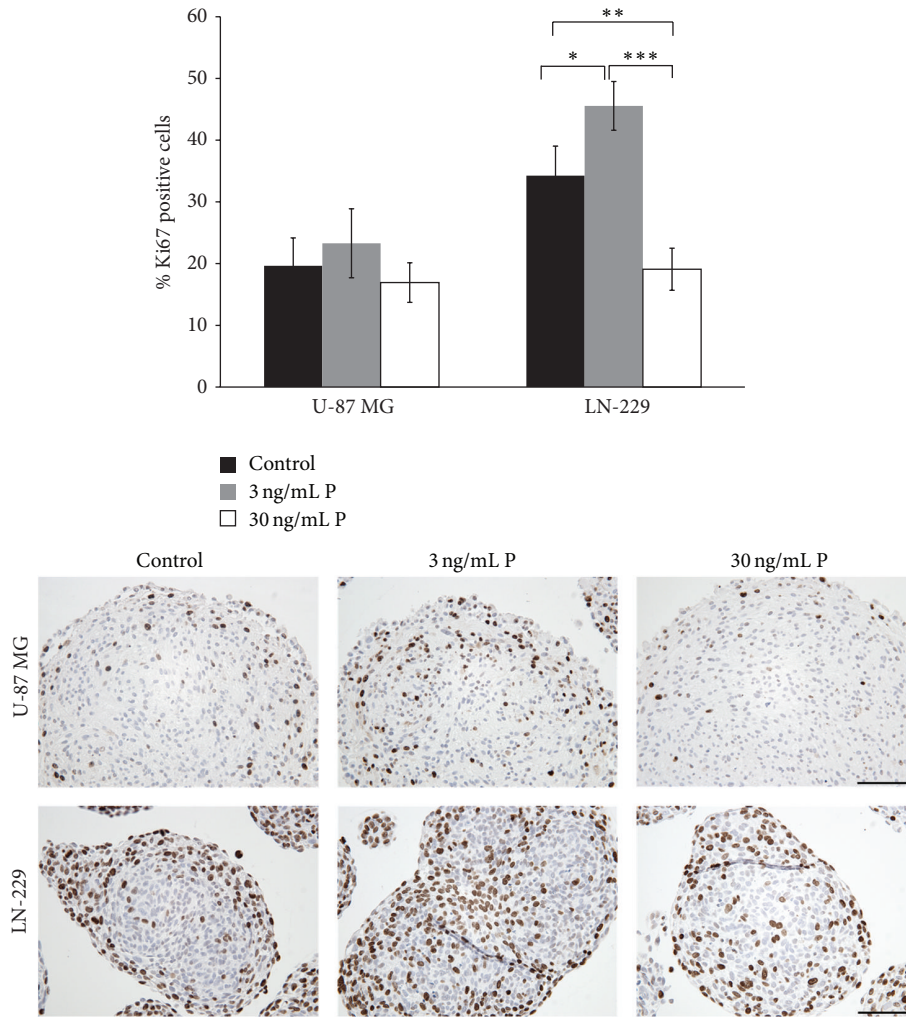 60
50
40
30
20
10
0
% Ki67 positive cells
**
* ***
U-87 MG LN-229
Control
3 ng/mL P
30 ng/mL P
Control 3 ng/mL P 30 ng/mL P
U-87 MG
LN-229